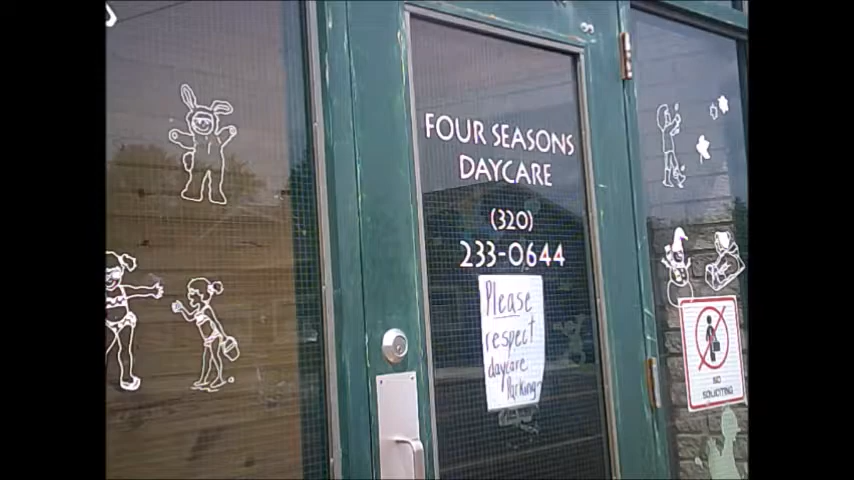 FOUR SEASONS
DAYCARE
(320)
233-0644
Please
respect
daycare
Parking
NO
SOLICITING